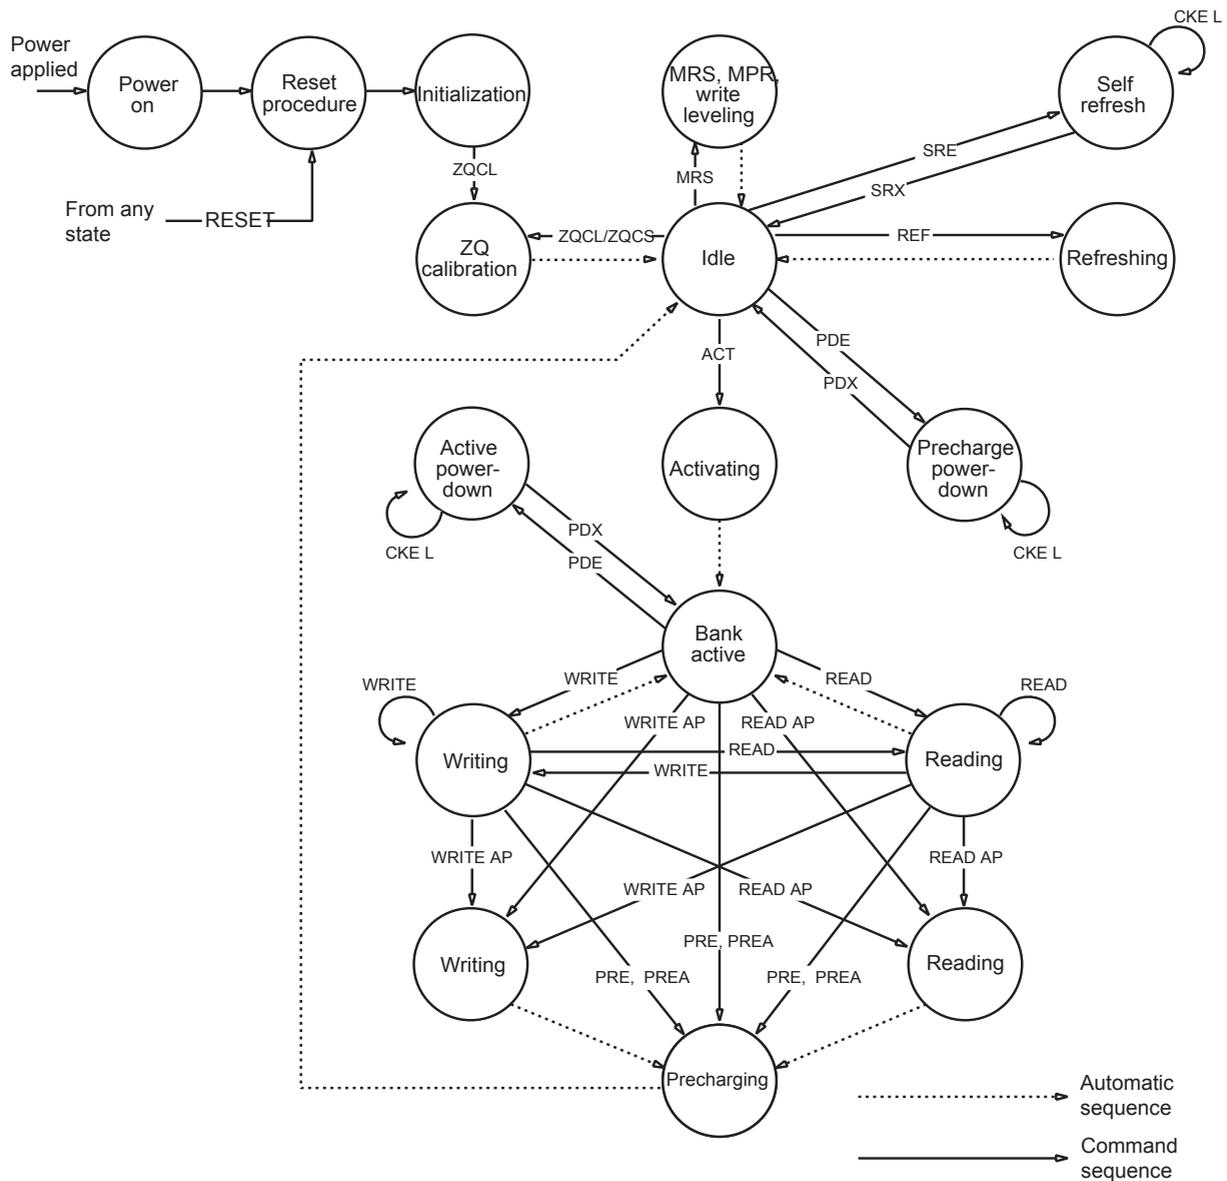 CKE L
Power
applied
Power
on
Reset
procedure
Initialization
MRS, MPR,
write
leveling
Self
refresh
ZQCL
SRE
MRS
SRX
From any
state
RESET
ZQCL/ZQCS
REF
ZQ
calibration
Idle
Refreshing
PDE
ACT
PDX
Active
power-
down
Activating
Precharge
power-
down
PDX
CKE L
CKE L
PDE
Bank
active
WRITE
WRITE
READ
READ
WRITE AP
READ AP
READ
Writing
Reading
WRITE
WRITE AP
READ AP
WRITE AP
READ AP
PRE, PREA
Writing
Reading
PRE, PREA
PRE, PREA
Precharging
Automatic
sequence
Command
sequence